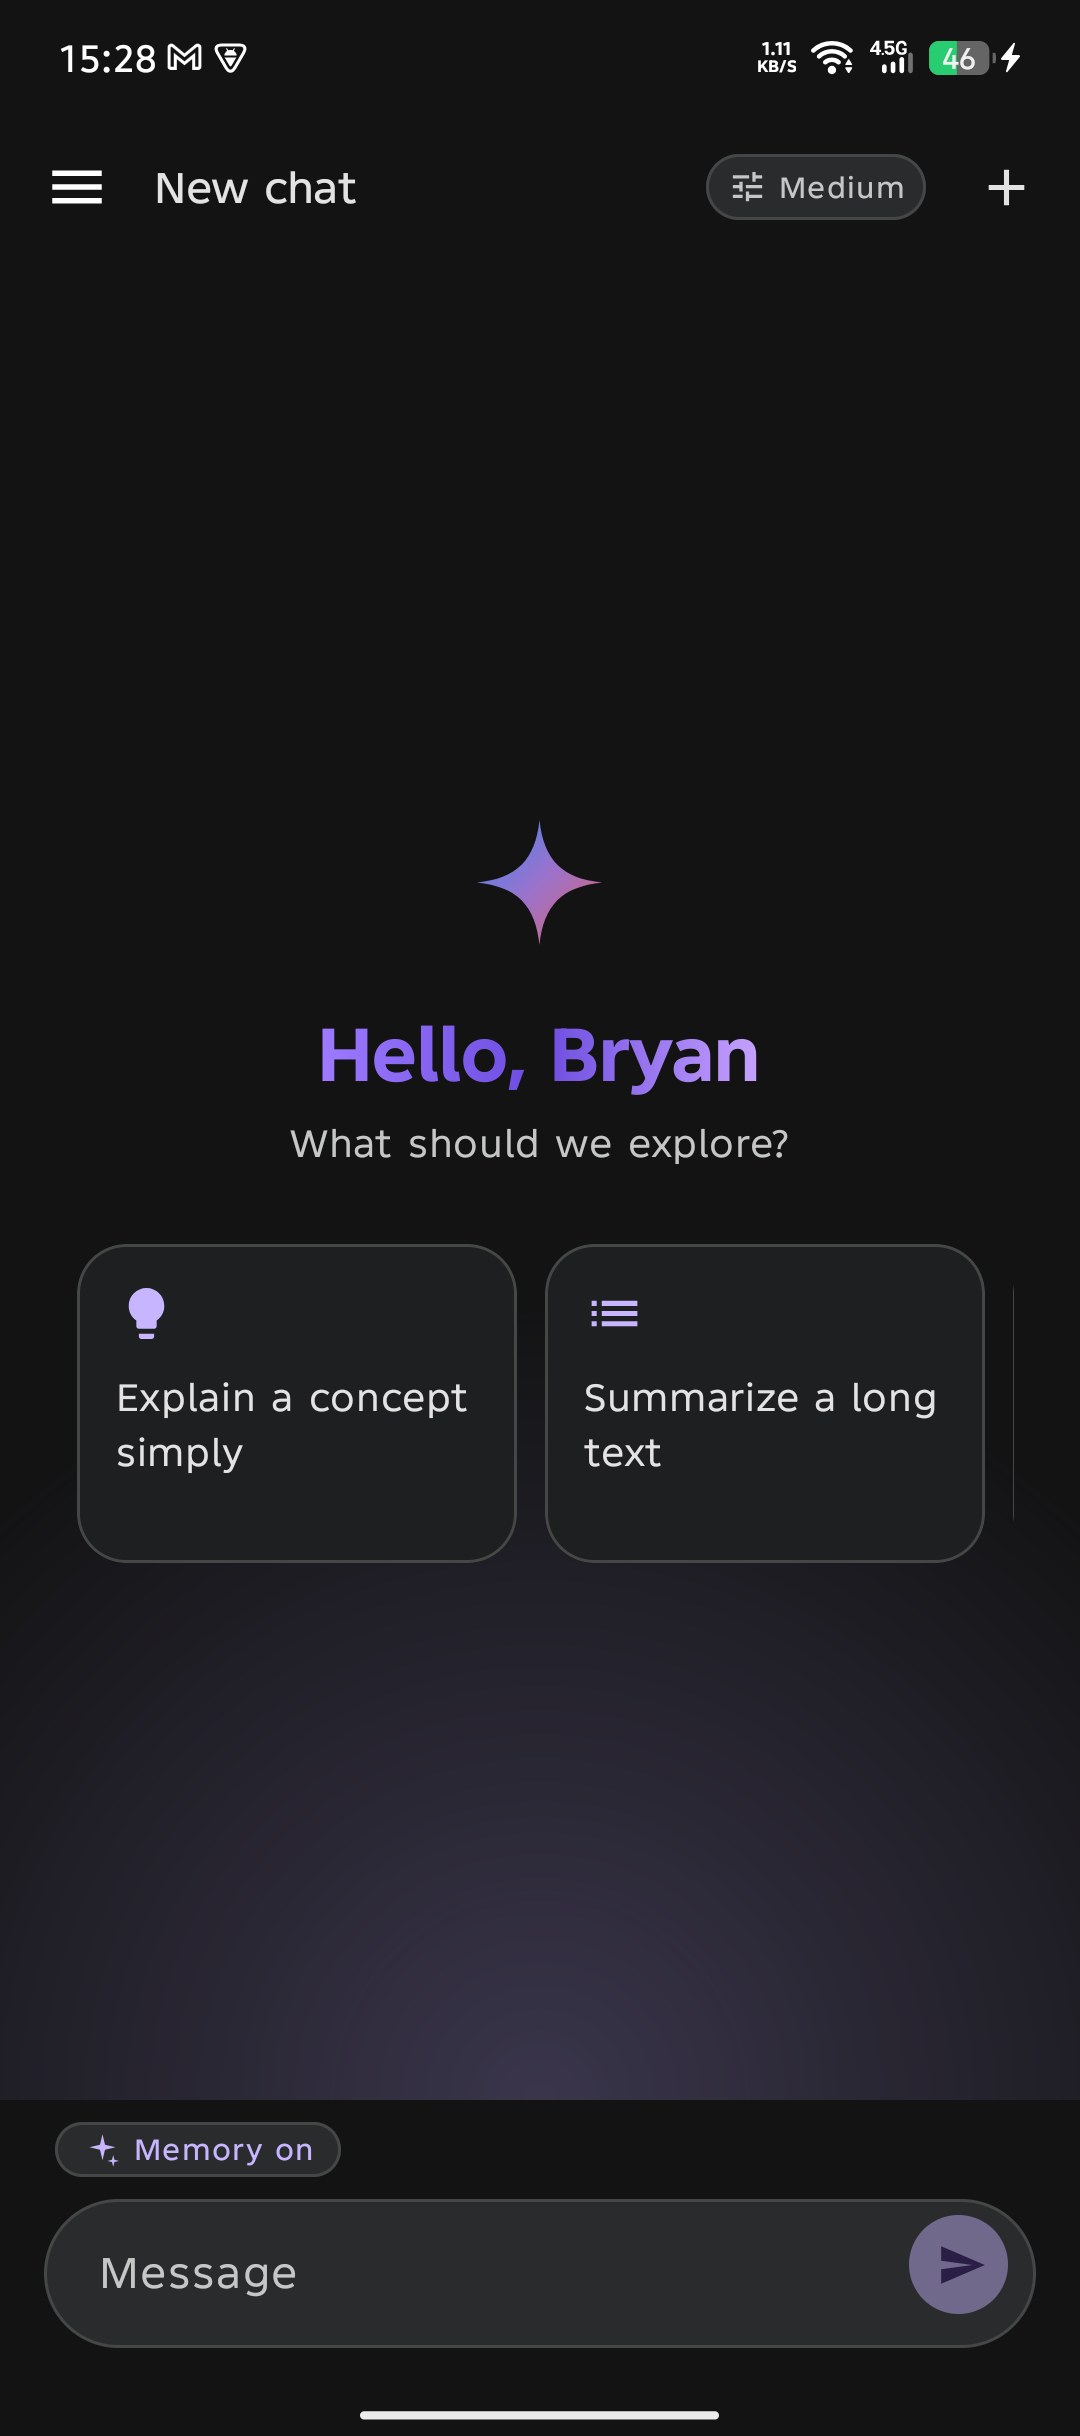 15:28
1.11
KB/S
4.5G
46
New chat
Medium
Hello, Bryan
What should we explore?
Explain a concept
simply
Summarize a long
text
Memory on
Message